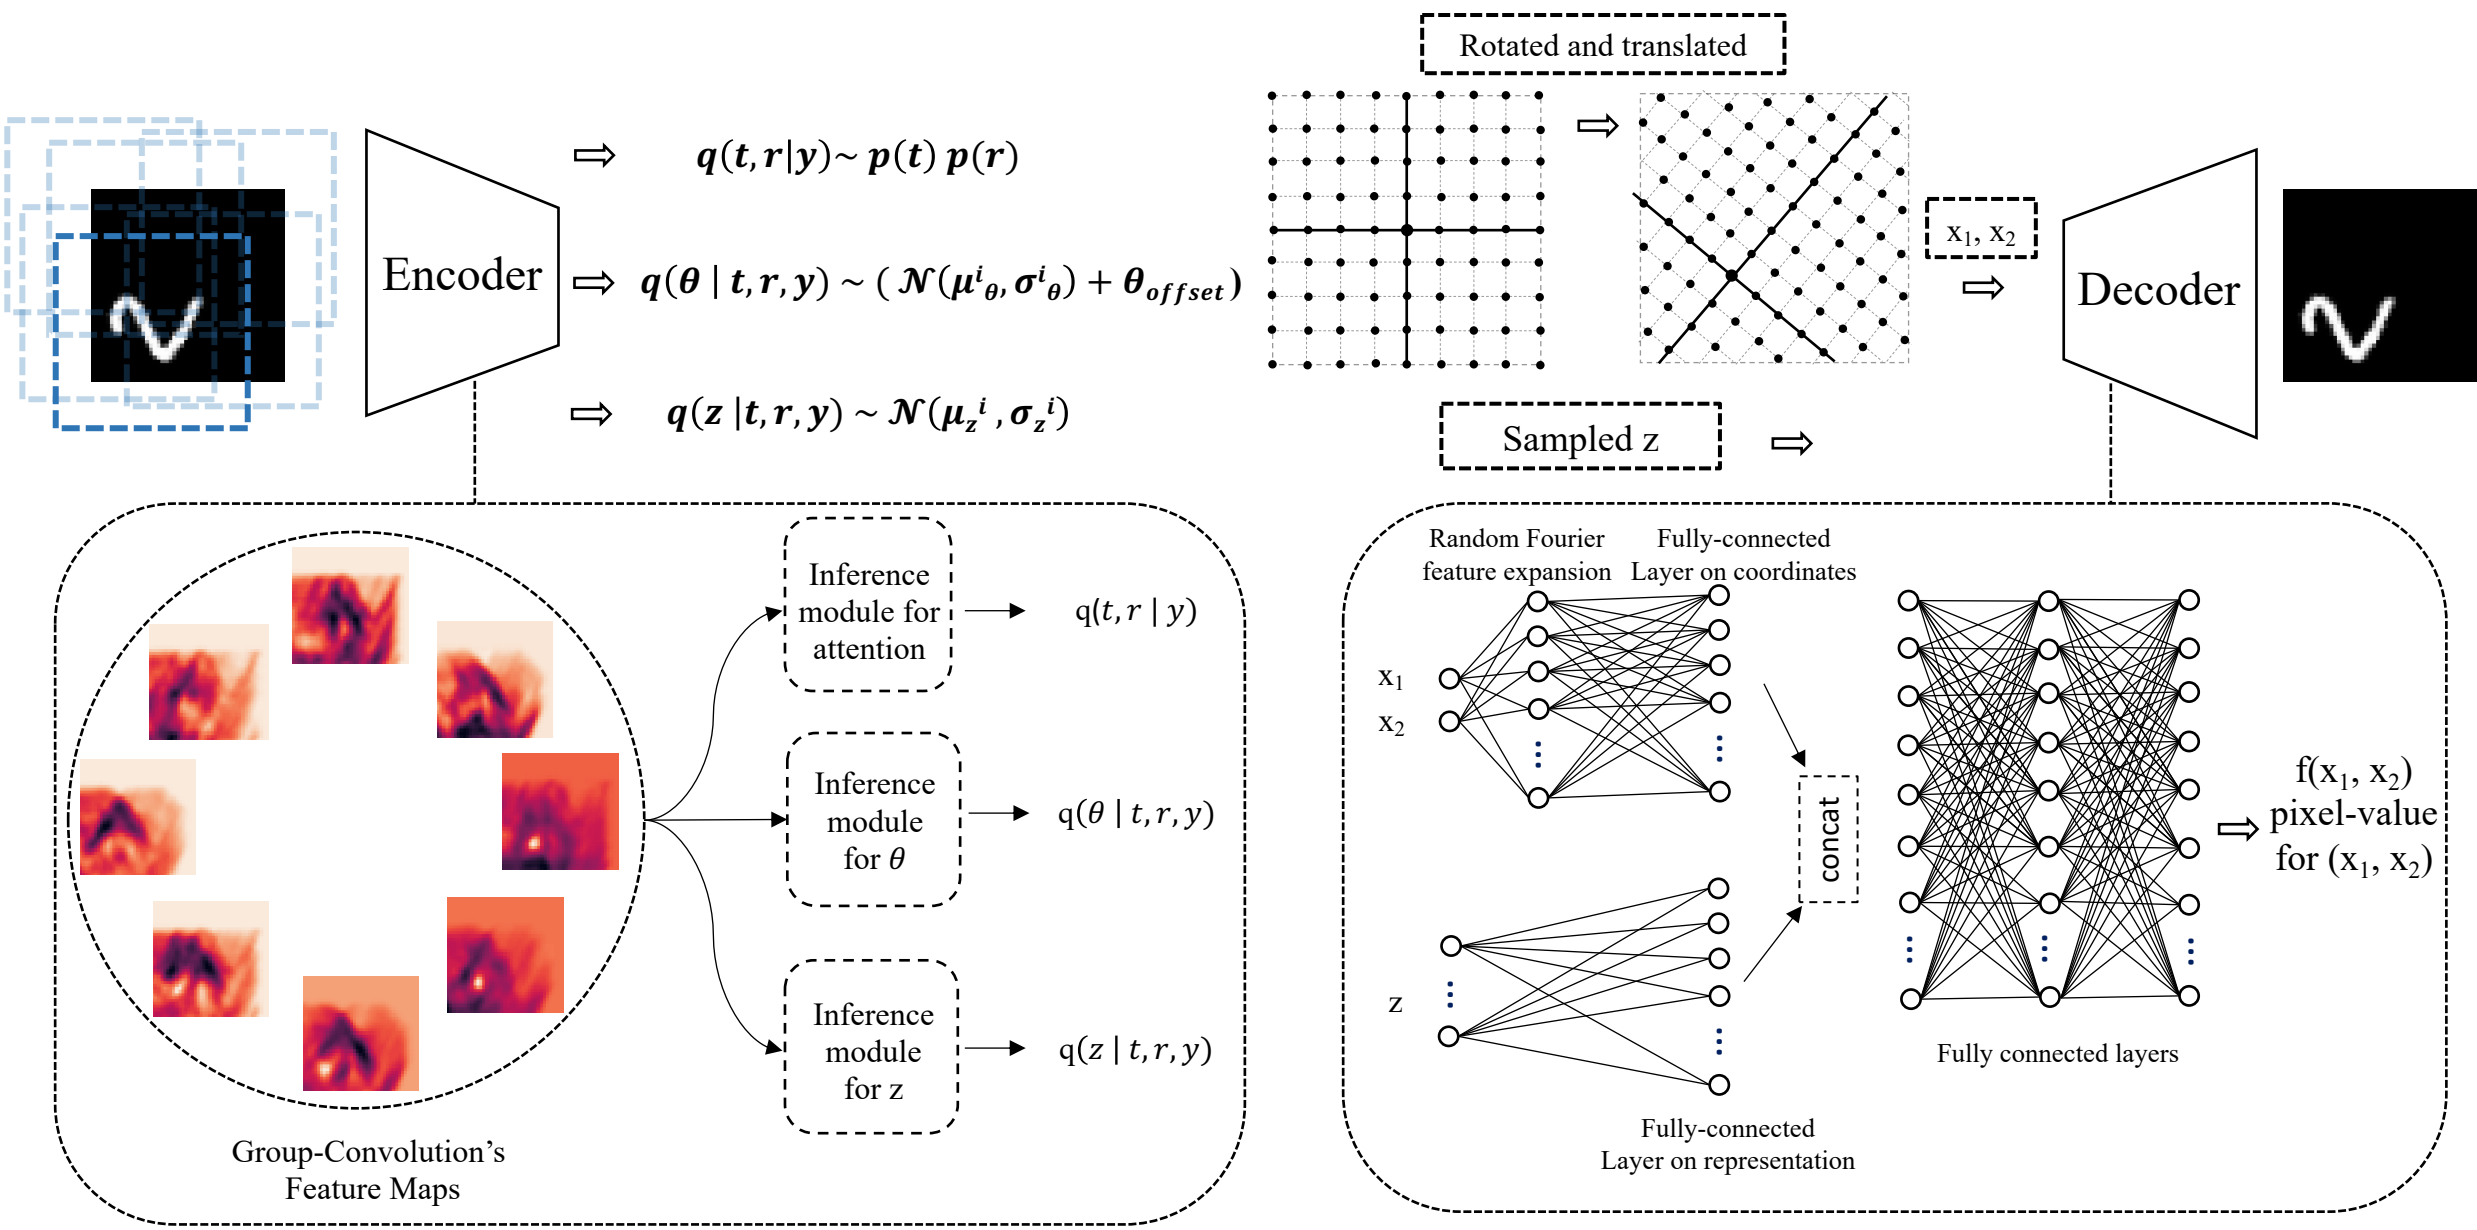 Rotated and translated
Encoder
q(t, r|y)~ p(t) p(r)
q(θ | t, r, y) ~ ( 𝒩(μⁱ_θ, σⁱ_θ) + θ_offset )
q(z |t, r, y) ~ 𝒩(μ_zⁱ, σ_zⁱ)
x₁, x₂
Decoder
Sampled z
Inference
module for
attention
q(t, r | y)
Inference
module
for θ
q(θ | t, r, y)
Inference
module
for z
q(z | t, r, y)
Group-Convolution’s
Feature Maps
Random Fourier
feature expansion
Fully-connected
Layer on coordinates
x₁
x₂
z
concat
Fully-connected
Layer on representation
Fully connected layers
f(x₁, x₂)
pixel-value
for (x₁, x₂)